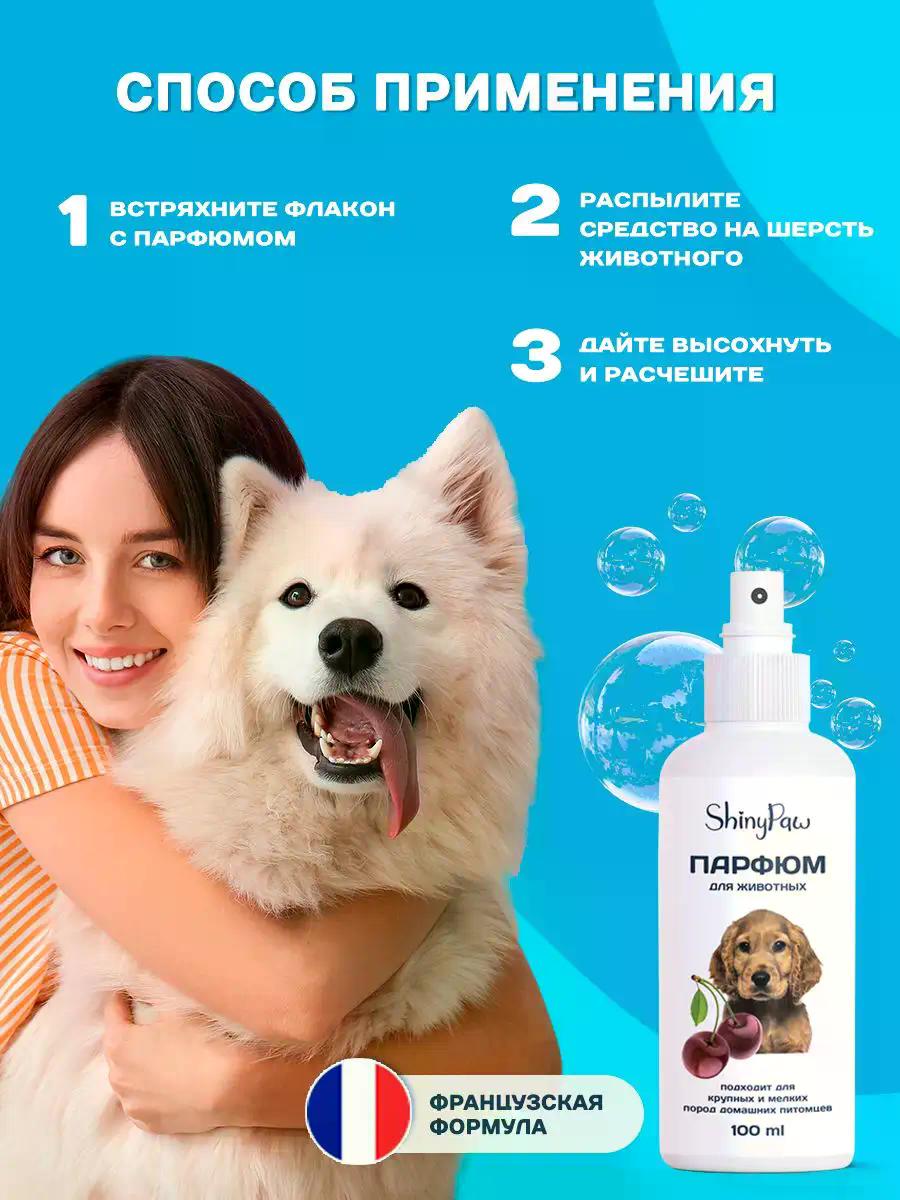 СПОСОБ ПРИМЕНЕНИЯ
1
ВСТРЯХНИТЕ ФЛАКОН
С ПАРФЮМОМ
2
РАСПЫЛИТЕ
СРЕДСТВО НА ШЕРСТЬ
ЖИВОТНОГО
3
ДАЙТЕ ВЫСОХНУТЬ
И РАСЧЕШИТЕ
ShinyPaw
ПАРФЮМ
для животных
подходит для
крупных и мелких
пород домашних питомцев
100 ml
ФРАНЦУЗСКАЯ
ФОРМУЛА